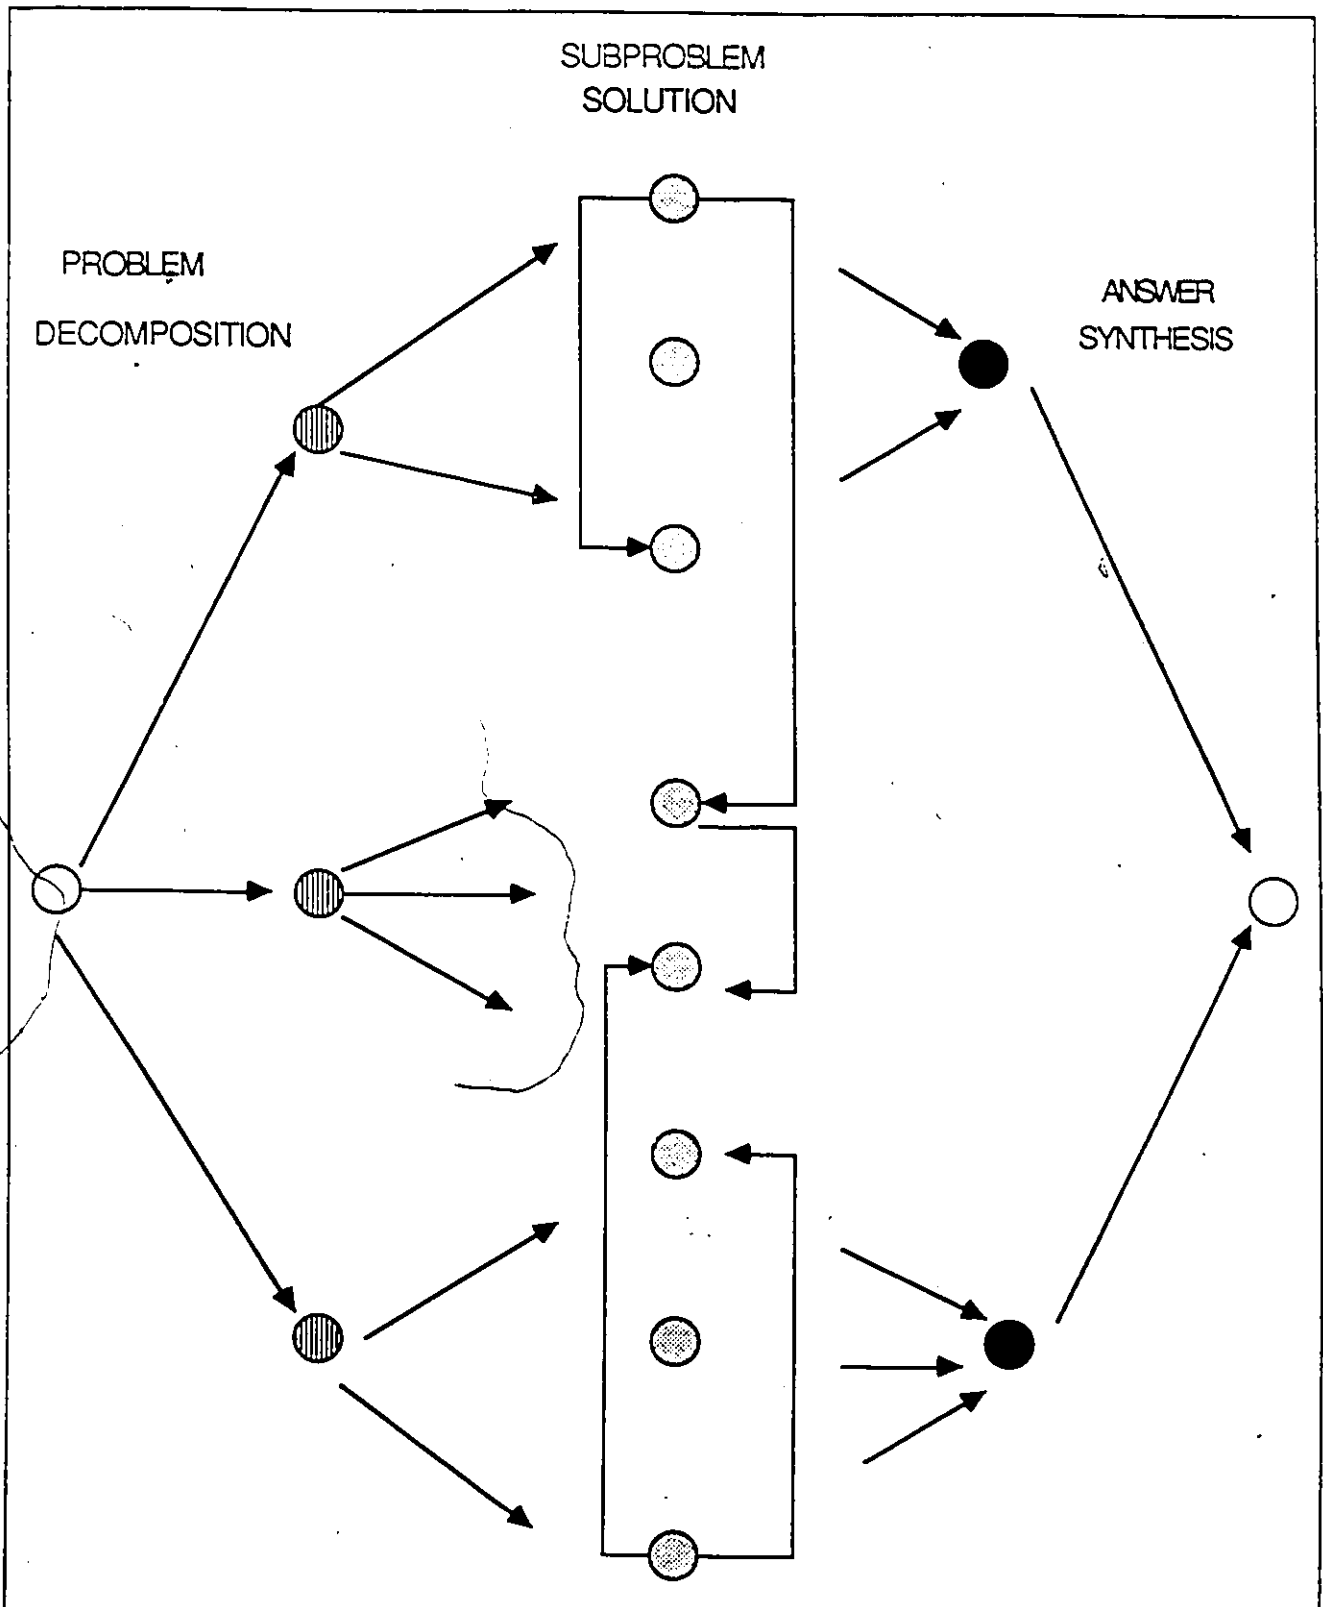 SUBPROBLEM
SOLUTION
PROBLEM
DECOMPOSITION
ANSWER
SYNTHESIS